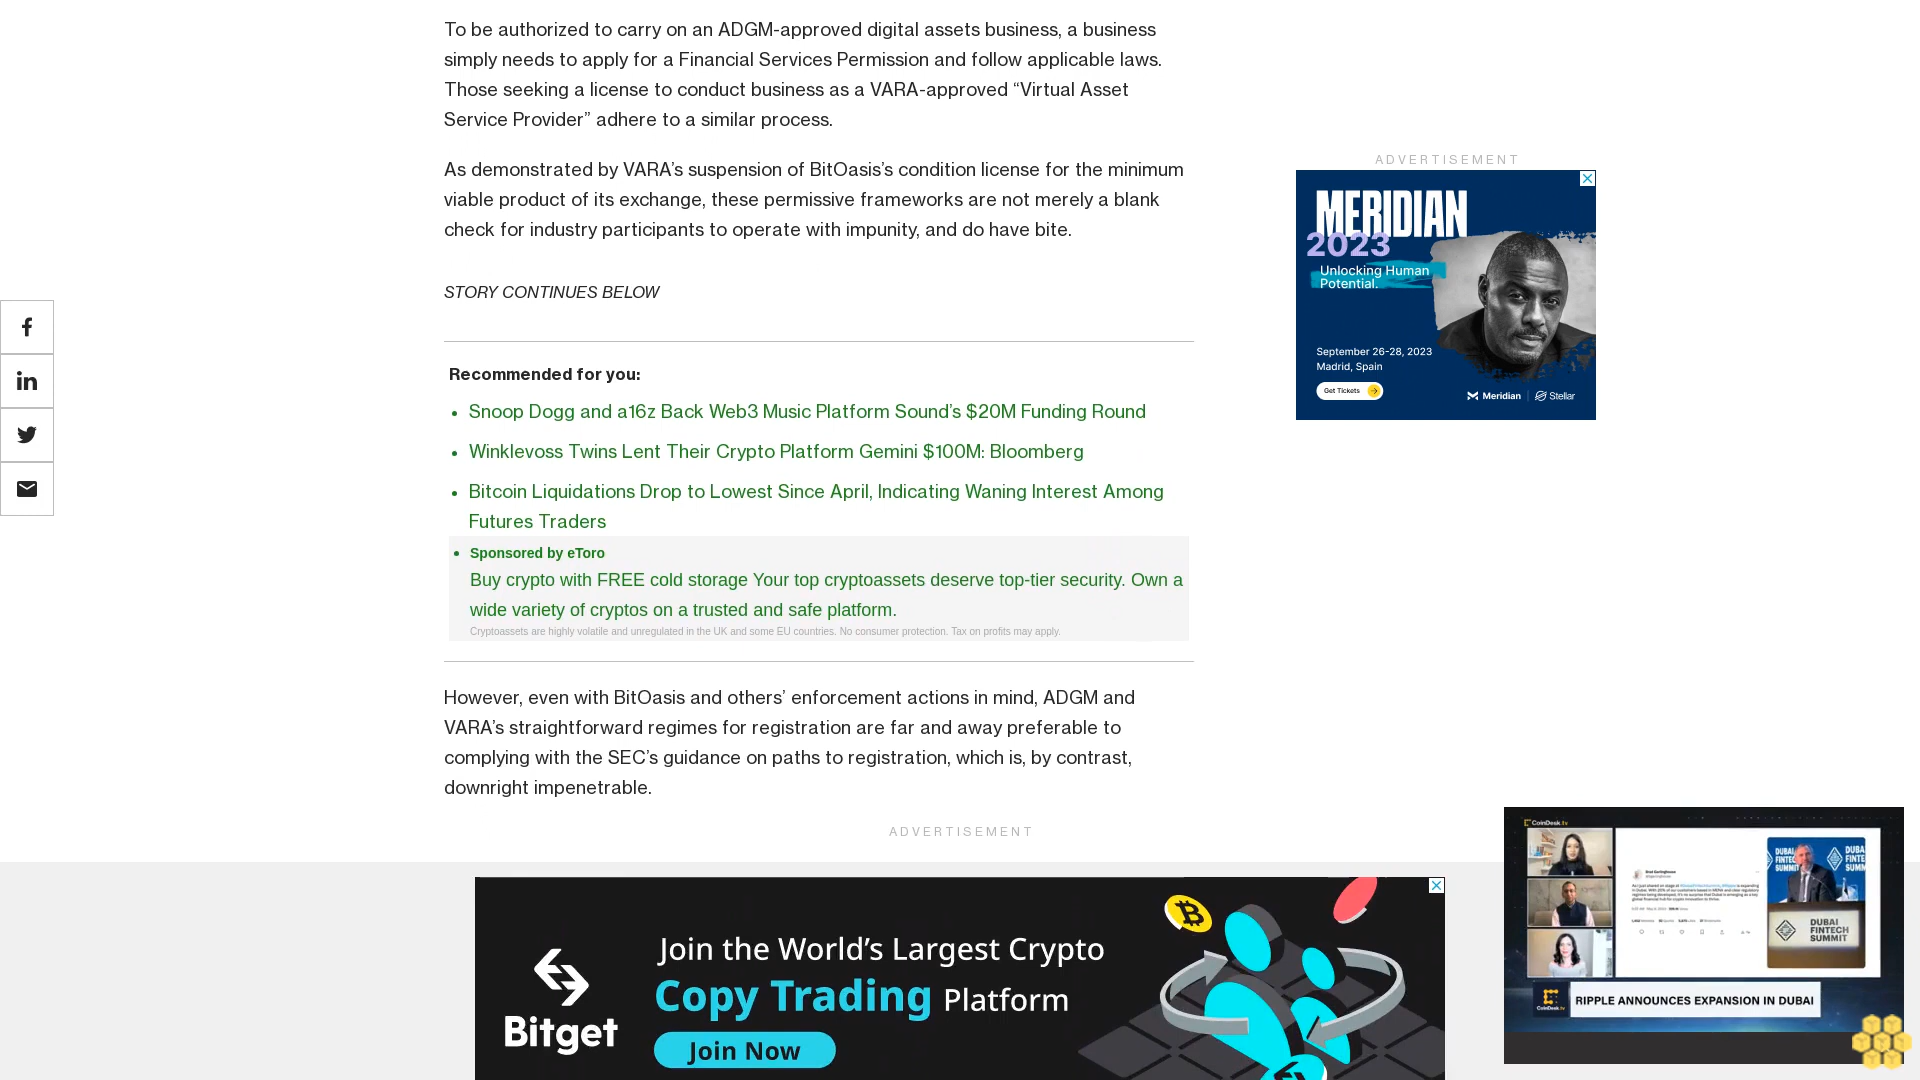 To be authorized to carry on an ADGM-approved digital assets business, a business
simply needs to apply for a Financial Services Permission and follow applicable laws.
Those seeking a license to conduct business as a VARA-approved “Virtual Asset
Service Provider” adhere to a similar process.
As demonstrated by VARA’s suspension of BitOasis’s condition license for the minimum
viable product of its exchange, these permissive frameworks are not merely a blank
check for industry participants to operate with impunity, and do have bite.
STORY CONTINUES BELOW
Recommended for you:
Snoop Dogg and a16z Back Web3 Music Platform Sound’s $20M Funding Round
Winklevoss Twins Lent Their Crypto Platform Gemini $100M: Bloomberg
Bitcoin Liquidations Drop to Lowest Since April, Indicating Waning Interest Among
Futures Traders
Sponsored by eToro
Buy crypto with FREE cold storage Your top cryptoassets deserve top-tier security. Own a
wide variety of cryptos on a trusted and safe platform.
Cryptoassets are highly volatile and unregulated in the UK and some EU countries. No consumer protection. Tax on profits may apply.
However, even with BitOasis and others’ enforcement actions in mind, ADGM and
VARA’s straightforward regimes for registration are far and away preferable to
complying with the SEC’s guidance on paths to registration, which is, by contrast,
downright impenetrable.
ADVERTISEMENT
MERIDIAN
2023
Unlocking Human
Potential.
September 26-28, 2023
Madrid, Spain
Get Tickets
Meridian
Stellar
ADVERTISEMENT
Bitget
Join the World’s Largest Crypto
Copy Trading Platform
Join Now
CoinDesk.tv
DUBAI
FINTECH
SUMMIT
CoinDesk.tv
RIPPLE ANNOUNCES EXPANSION IN DUBAI